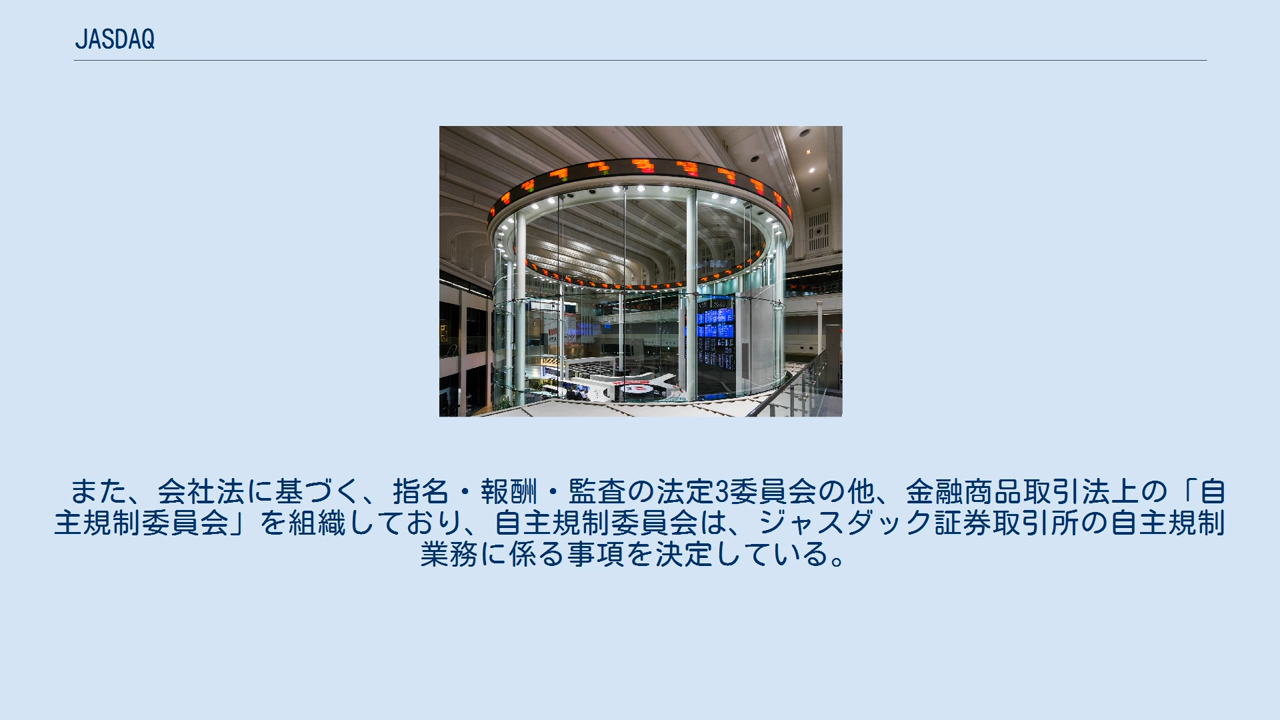 JASDAQ
また、会社法に基づく、指名・報酬・監査の法定3委員会の他、金融商品取引法上の「自
主規制委員会」を組織しており、自主規制委員会は、ジャスダック証券取引所の自主規制
業務に係る事項を決定している。